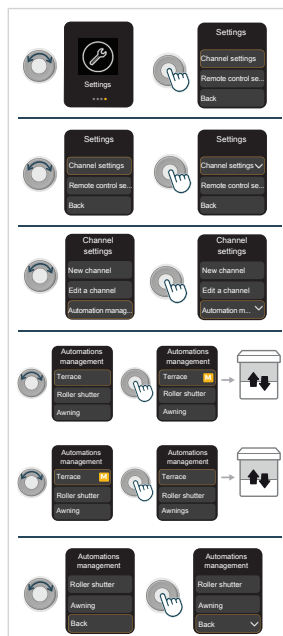 Settings
Settings
Channel settings
Remote control se...
Back
Settings
Channel settings
Remote control se...
Back
Settings
Channel settings
Remote control se...
Back
Channel
settings
New channel
Edit a channel
Automation manag...
Channel
settings
New channel
Edit a channel
Automation m...
Automations
management
Terrace
Roller shutter
Awning
Automations
management
Terrace M
Roller shutter
Awning
Automations
management
Terrace M
Roller shutter
Awning
Automations
management
Terrace
Roller shutter
Awnings
Automations
management
Roller shutter
Awning
Back
Automations
management
Roller shutter
Awning
Back